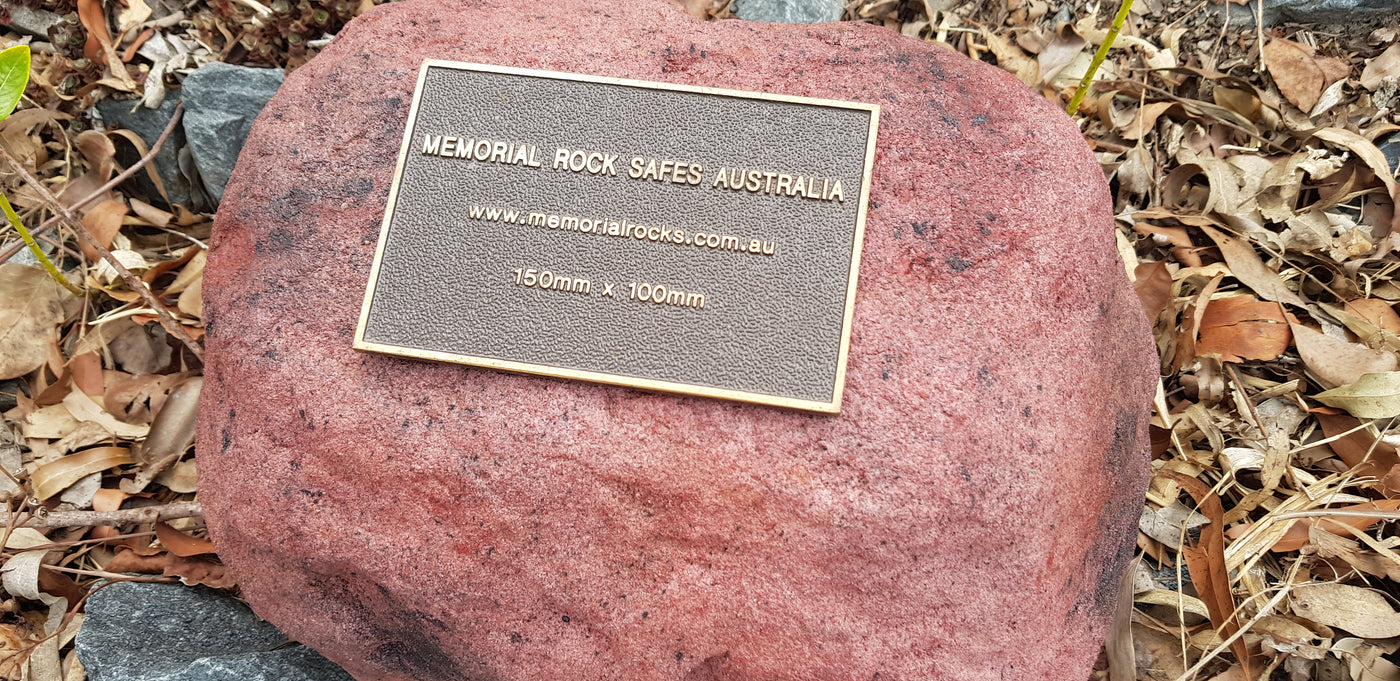 MEMORIAL ROCK SAFES AUSTRALIA
www.memorialrocks.com.au
150mm x 100mm